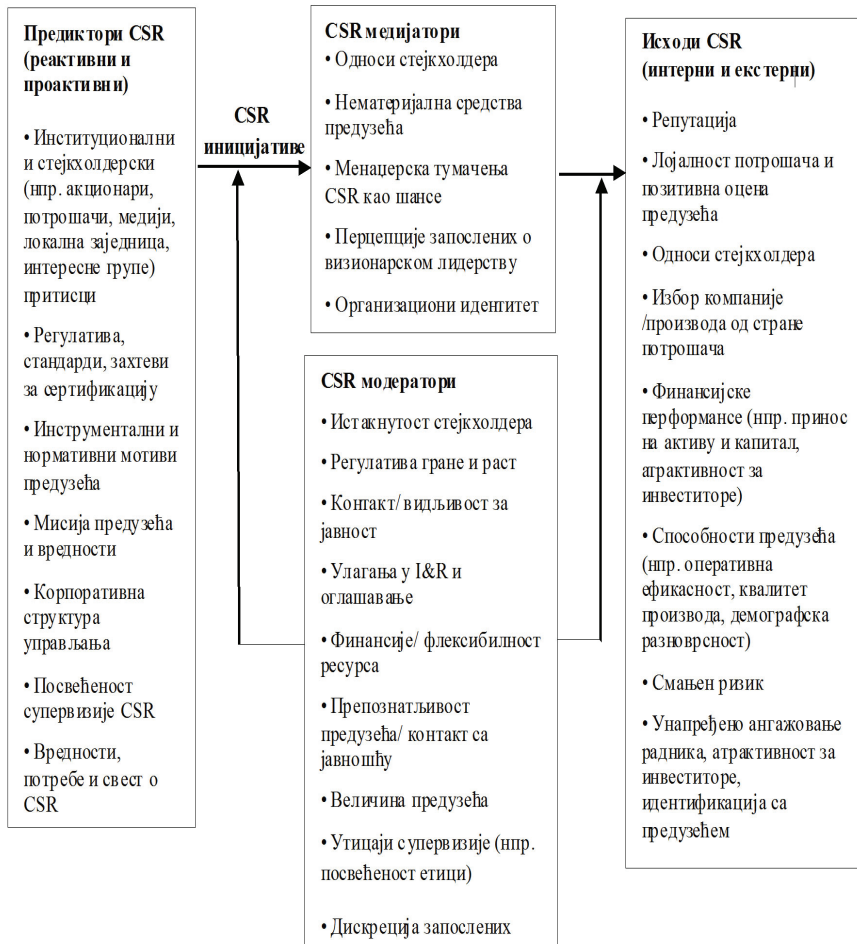 Предиктори CSR
(реактивни и
проактивни)
• Институционални
и стејкхолдерски
(нпр. акционари,
потрошачи, медији,
локална заједница,
интересне групе)
притисци
• Регулатива,
стандарди, захтеви
за сертификацију
• Инструментални и
нормативни мотиви
предузећа
• Мисија предузећа
и вредности
• Корпоративна
структура
управљања
• Посвећеност
супервизије CSR
• Вредности,
потребе и свест о
CSR
CSR
иницијативе
CSR медијатори
• Односи стејкхолдера
• Нематеријална средства
предузећа
• Менаџерска тумачења
CSR као шансе
• Перцепције запослених о
визионарском лидерству
• Организациони идентитет
CSR модератори
• Истакнутост стејкхолдера
• Регулатива гране и раст
• Контакт/ видљивост за
јавност
• Улагања у I&R и
оглашавање
• Финансије/ флексибилност
ресурса
• Препознатљивост
предузећа/ контакт са
јавношћу
• Величина предузећа
• Утицаји супервизије (нпр.
посвећеност етици)
• Дискреција запослених
Исходи CSR
(интерни и екстерни)
• Репутација
• Лојалност потрошача и
позитивна оцена
предузећа
• Односи стејкхолдера
• Избор компаније
/производа од стране
потрошача
• Финансијске
перформансе (нпр. принос
на активу и капитал,
атрактивност за
инвеститоре)
• Способности предузећа
(нпр. оперативна
ефикасност, квалитет
производа, демографска
разноврсност)
• Смањен ризик
• Унапређено ангажовање
радника, атрактивност за
инвеститоре,
идентификација са
предузећем